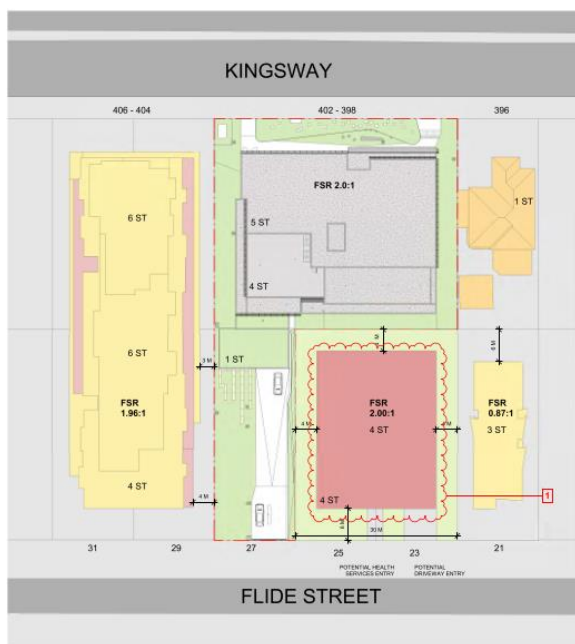 KINGSWAY
406 - 404
402 - 398
396
FSR 2.0:1
6 ST
5 ST
1 ST
4 ST
6 ST
1 ST
3 M
6 M
FSR
1.96:1
FSR
2.00:1
FSR
0.87:1
4 M
4 ST
3 ST
4 ST
4 M
4 ST
1
6 M
30 M
31
29
27
25
23
21
POTENTIAL HEALTH
SERVICES ENTRY
POTENTIAL
DRIVEWAY ENTRY
FLIDE STREET